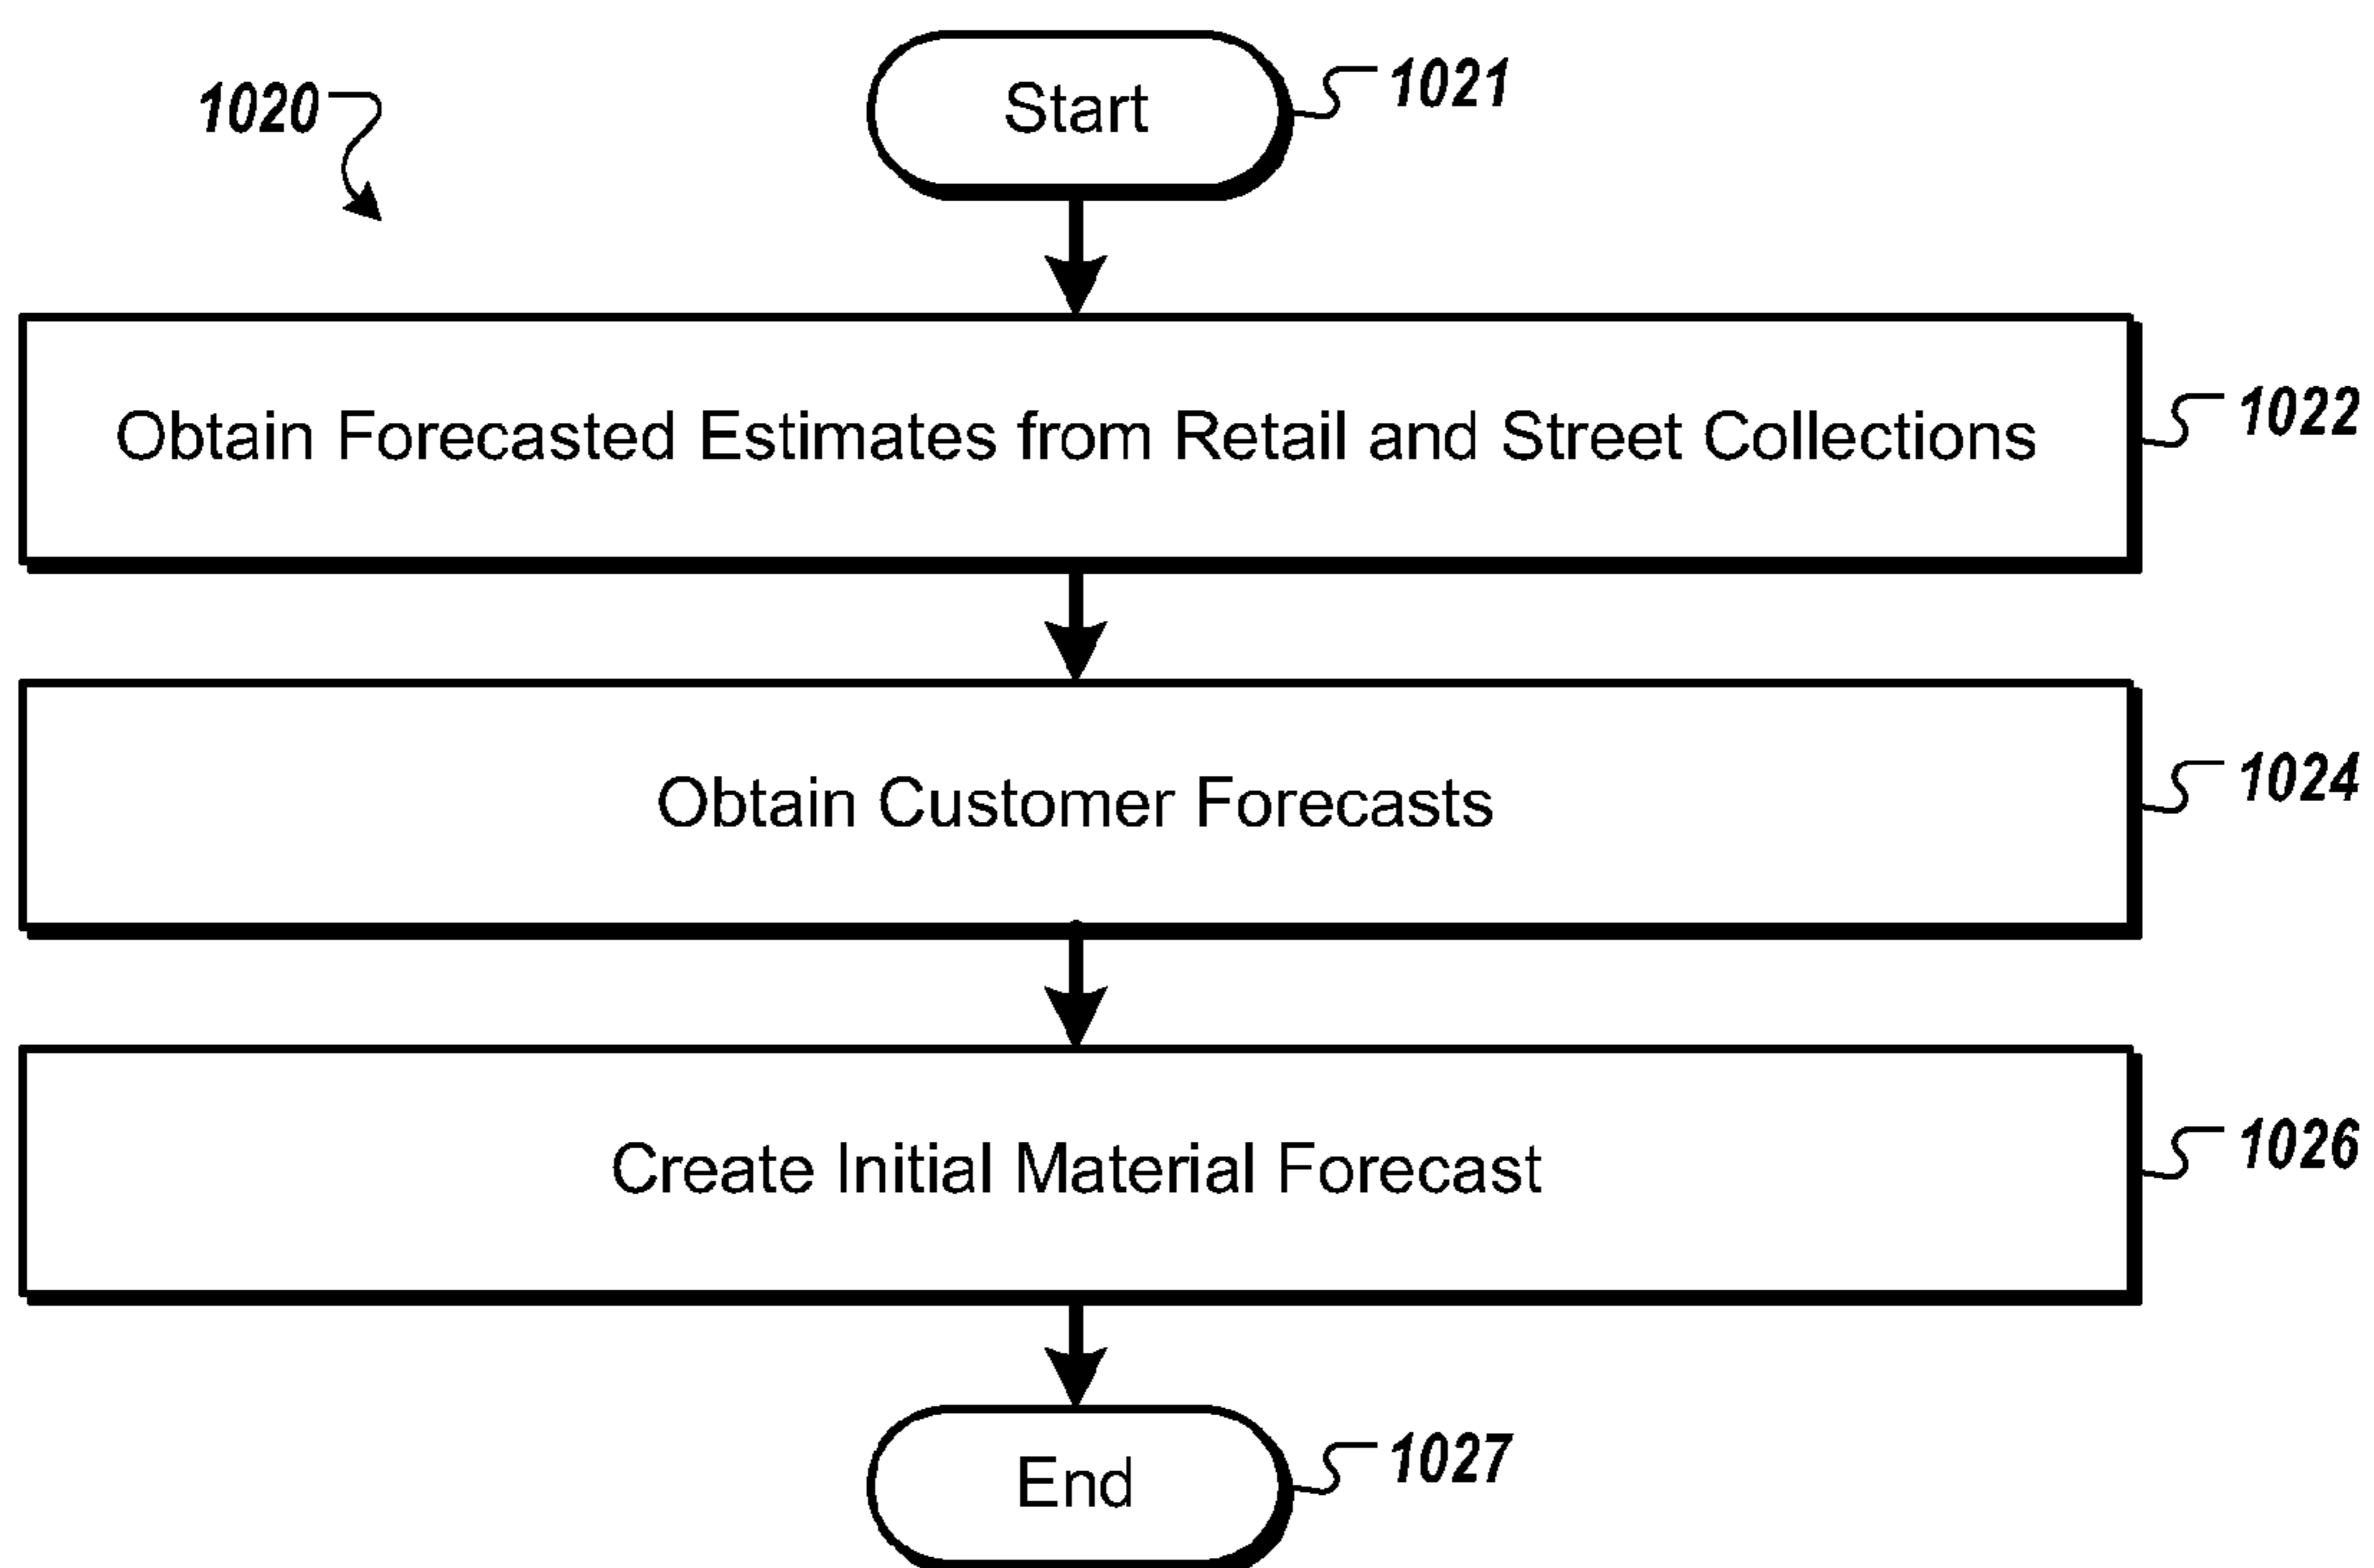 1020
Start
1021
Obtain Forecasted Estimates from Retail and Street Collections
1022
Obtain Customer Forecasts
1024
Create Initial Material Forecast
1026
End
1027